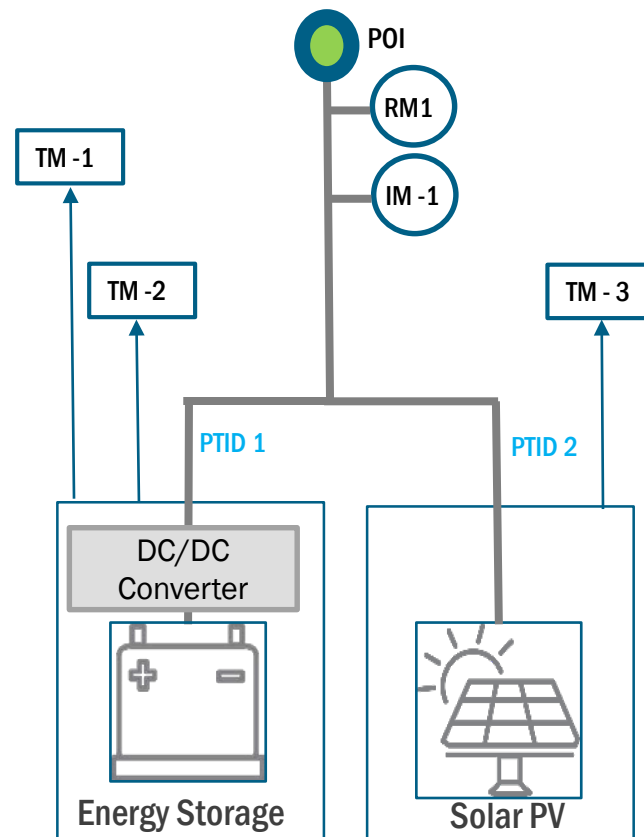 POI
RM1
IM -1
TM -1
TM -2
TM - 3
PTID 1
PTID 2
DC/DC
Converter
Energy Storage
Solar PV